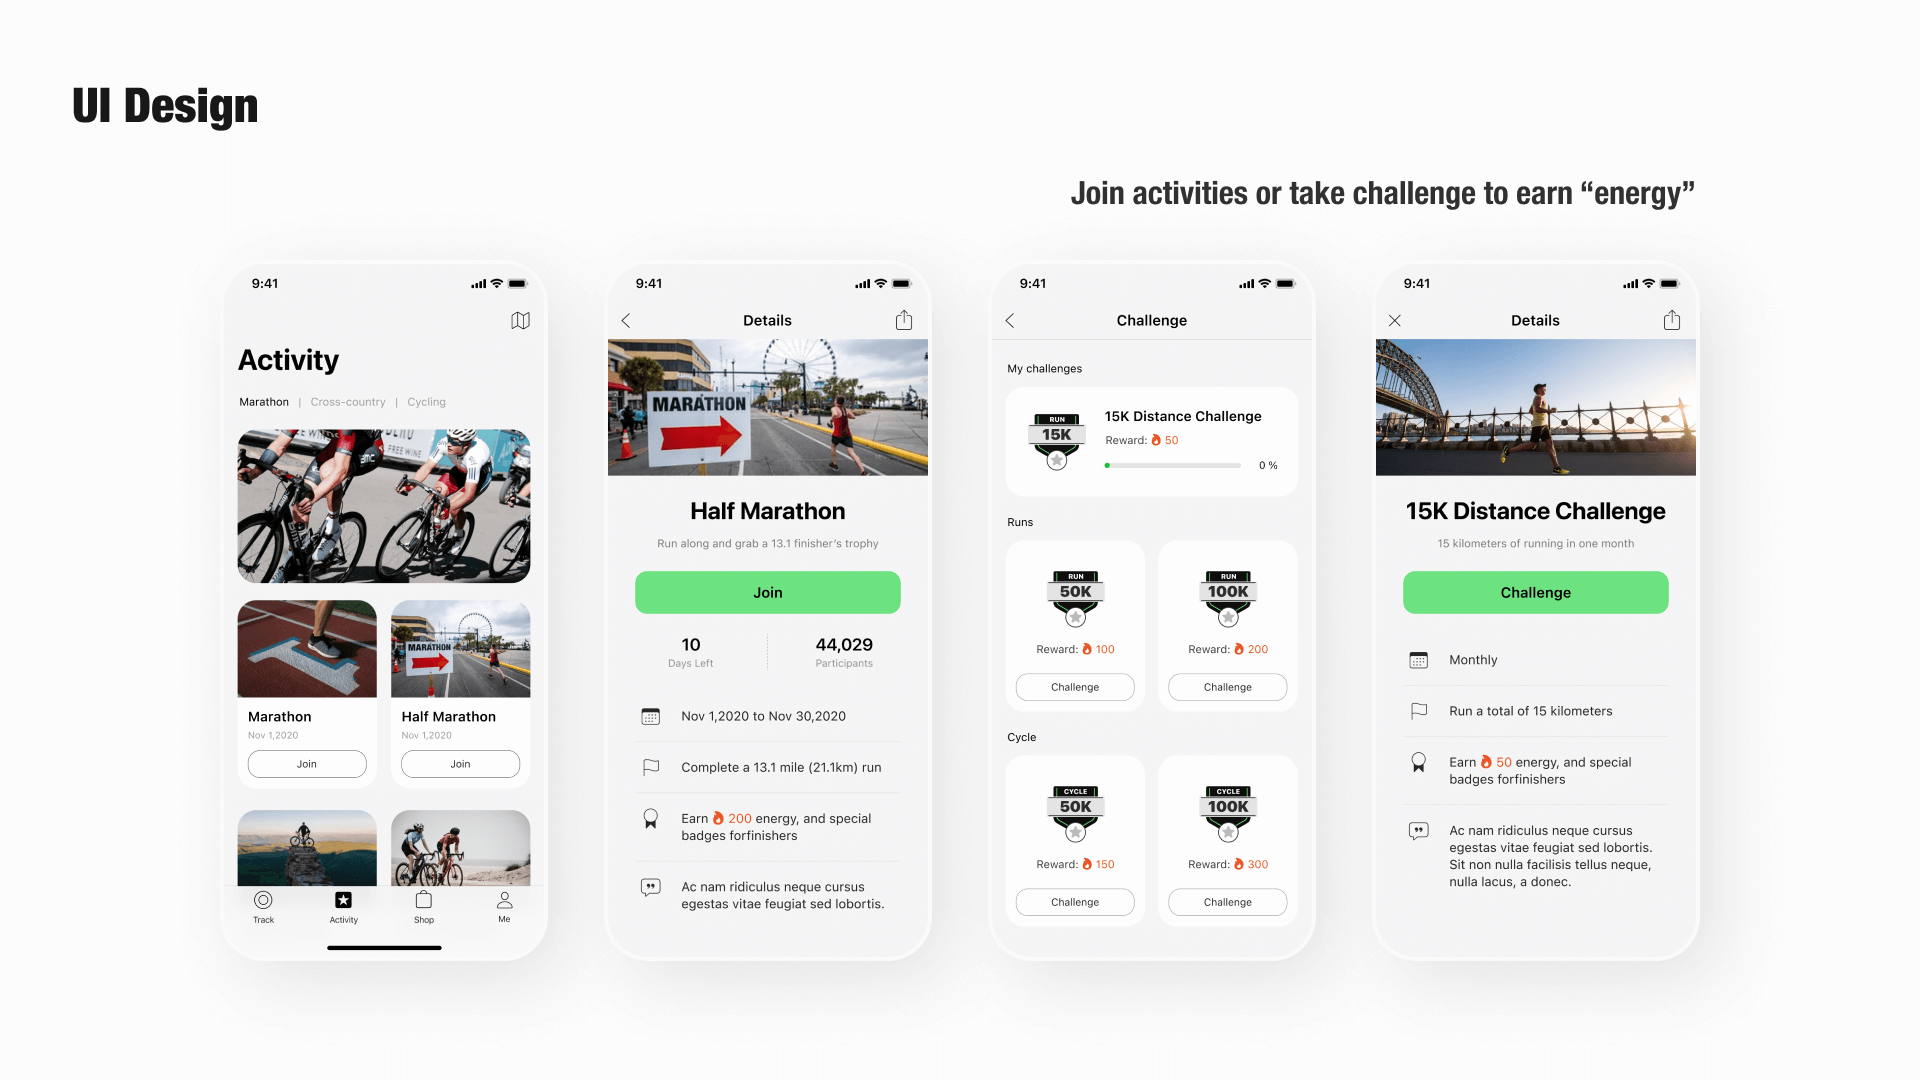 UI Design
Join activities or take challenge to earn “energy”
9:41
Activity
Marathon | Cross-country | Cycling
FREE WINE
BMC
MARATHON
Marathon
Nov 1,2020
Join
Half Marathon
Nov 1,2020
Join
Track
Activity
Shop
Me
9:41
Details
MARATHON
Half Marathon
Run along and grab a 13.1 finisher's trophy
Join
10
Days Left
44,029
Participants
Nov 1,2020 to Nov 30,2020
Complete a 13.1 mile (21.1km) run
Earn 200 energy, and special
badges forfinishers
Ac nam ridiculus neque cursus
egestas vitae feugiat sed lobortis.
9:41
Challenge
My challenges
RUN
15K
15K Distance Challenge
Reward: 50
0 %
Runs
RUN
50K
Reward: 100
Challenge
RUN
100K
Reward: 200
Challenge
Cycle
CYCLE
50K
Reward: 150
Challenge
CYCLE
100K
Reward: 300
Challenge
9:41
Details
15K Distance Challenge
15 kilometers of running in one month
Challenge
Monthly
Run a total of 15 kilometers
Earn 50 energy, and special
badges forfinishers
Ac nam ridiculus neque cursus
egestas vitae feugiat sed lobortis.
Sit non nulla facilisis tellus neque,
nulla lacus, a donec.